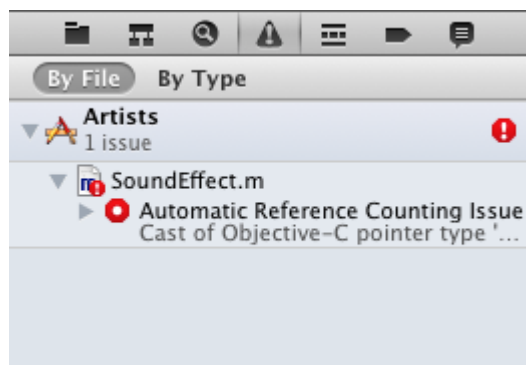 By File By Type
Artists
1 issue
SoundEffect.m
Automatic Reference Counting Issue
Cast of Objective-C pointer type '...